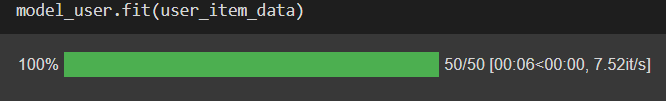 model_user.fit(user_item_data)
100% 50/50 [00:06<00:00, 7.52it/s]